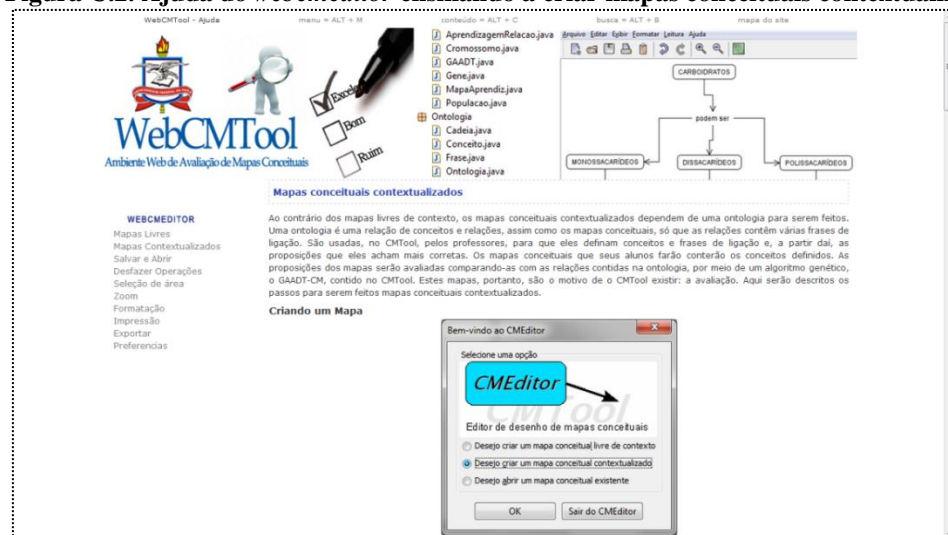 WebCMTool - Ajuda
menu = ALT + M
conteúdo = ALT + C
busca = ALT + B
mapa do site
WebCMTool
Ambiente Web de Avaliação de Mapas Conceituais
Excelente
Bom
Ruim
AprendizagemRelacao.java
Cromossomo.java
GAADT.java
Gene.java
MapaAprendiz.java
Populacao.java
Ontologia
Cadeia.java
Conceito.java
Frase.java
Ontologia.java
Arquivo Editar Exibir Formatar Leitura Ajuda
CARBOIDRATOS
podem ser
MONOSSACARÍDEOS
DISSACARÍDEOS
POLISSACARÍDEOS
Mapas conceituais contextualizados
WEBCMEDITOR
Mapas Livres
Mapas Contextualizados
Salvar e Abrir
Desfazer Operações
Seleção de área
Zoom
Formatação
Impressão
Exportar
Preferencias
Ao contrário dos mapas livres de contexto, os mapas conceituais contextualizados dependem de uma ontologia para serem feitos.
Uma ontologia é uma relação de conceitos e relações, assim como os mapas conceituais, só que as relações contêm várias frases de
ligação. São usadas, no CMTool, pelos professores, para que eles definam conceitos e frases de ligação e, a partir daí, as
proposições que eles acham mais corretas. Os mapas conceituais que seus alunos farão conterão os conceitos definidos. As
proposições dos mapas serão avaliadas comparando-as com as relações contidas na ontologia, por meio de um algoritmo genético,
o GAADT-CM, contido no CMTool. Estes mapas, portanto, são o motivo de o CMTool existir: a avaliação. Aqui serão descritos os
passos para serem feitos mapas conceituais contextualizados.
Criando um Mapa
Bem-vindo ao CMEditor
Selecione uma opção
CMEditor
CMTool
Editor de desenho de mapas conceituais
Desejo criar um mapa conceitual livre de contexto
Desejo criar um mapa conceitual contextualizado
Desejo abrir um mapa conceitual existente
OK
Sair do CMEditor